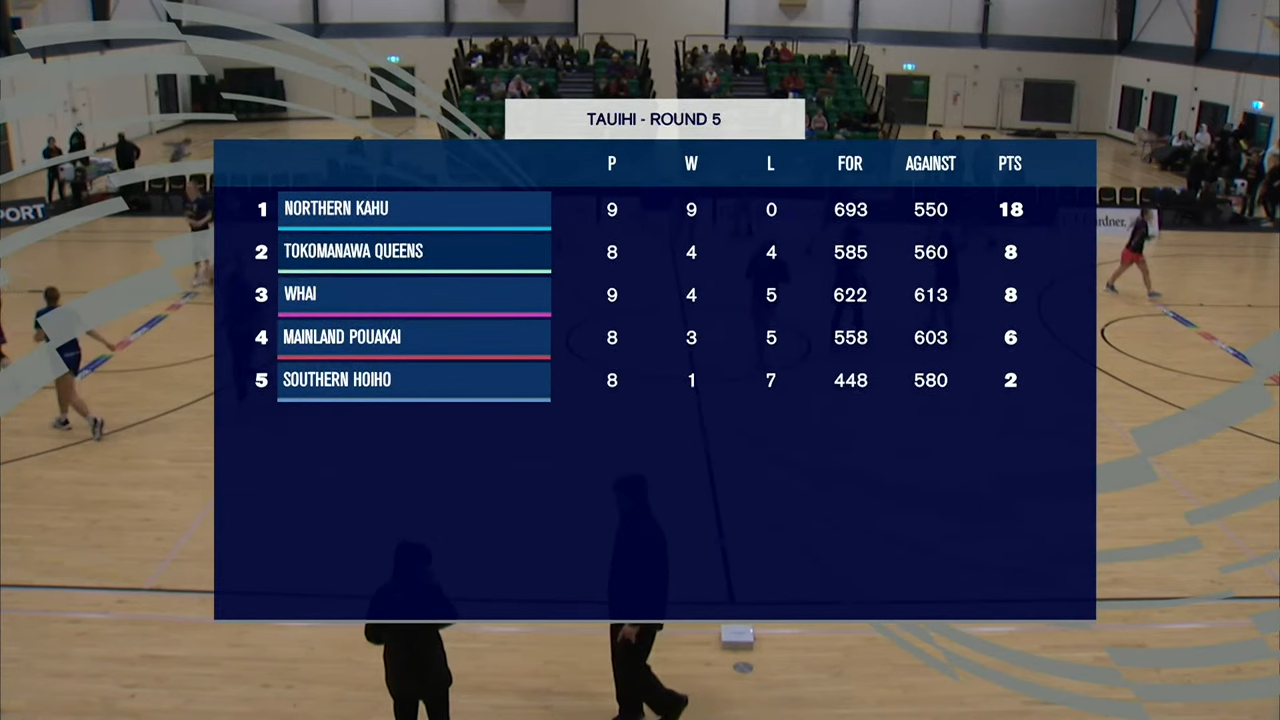 TAUIHI - ROUND 5
P W L FOR AGAINST PTS
1 NORTHERN KAHU 9 9 0 693 550 18
2 TOKOMANAWA QUEENS 8 4 4 585 560 8
3 WHAI 9 4 5 622 613 8
4 MAINLAND POUAKAI 8 3 5 558 603 6
5 SOUTHERN HOIHO 8 1 7 448 580 2
PORT
rdner.